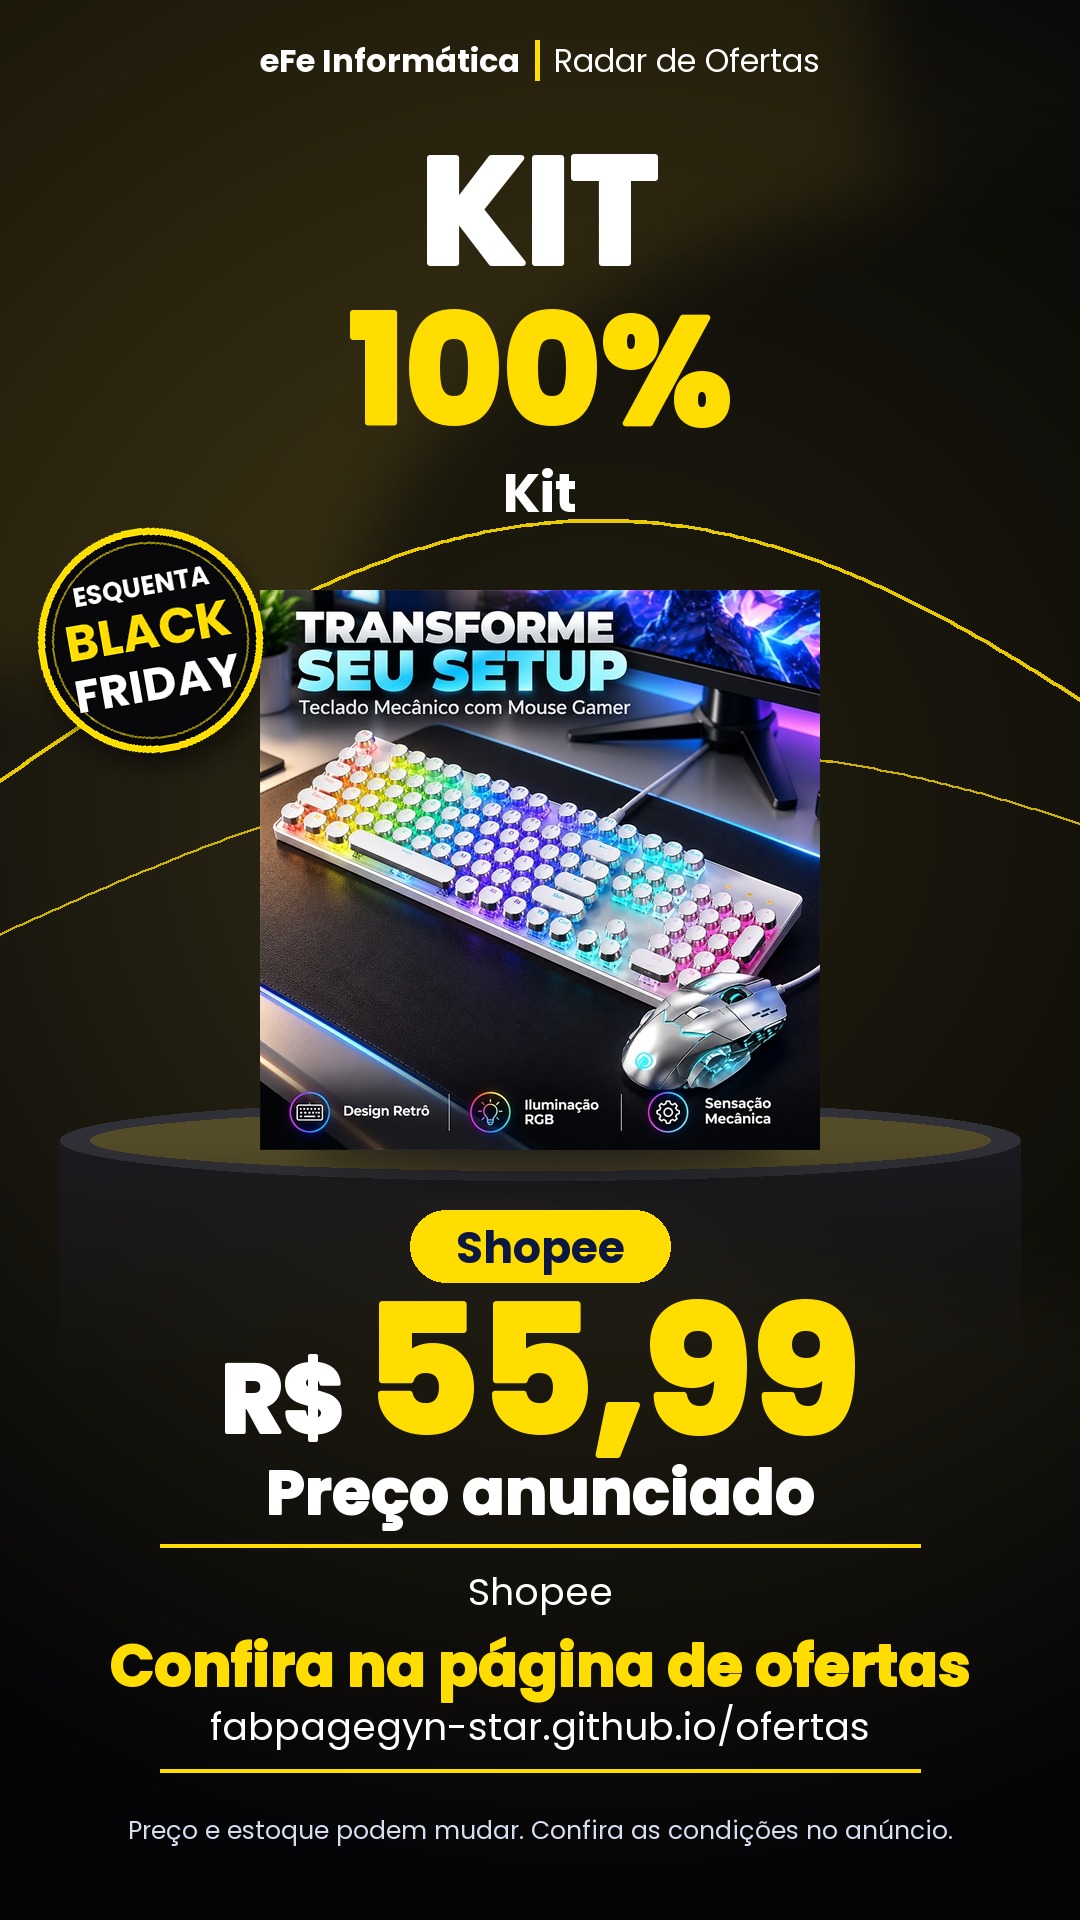 eFe Informática | Radar de Ofertas
KIT
100%
Kit
ESQUENTA
BLACK
FRIDAY
TRANSFORME
SEU SETUP
Teclado Mecânico com Mouse Gamer
Design Retrô
Iluminação
RGB
Sensação
Mecânica
Shopee
R$ 55,99
Preço anunciado
Shopee
Confira na página de ofertas
fabpagegyn-star.github.io/ofertas
Preço e estoque podem mudar. Confira as condições no anúncio.